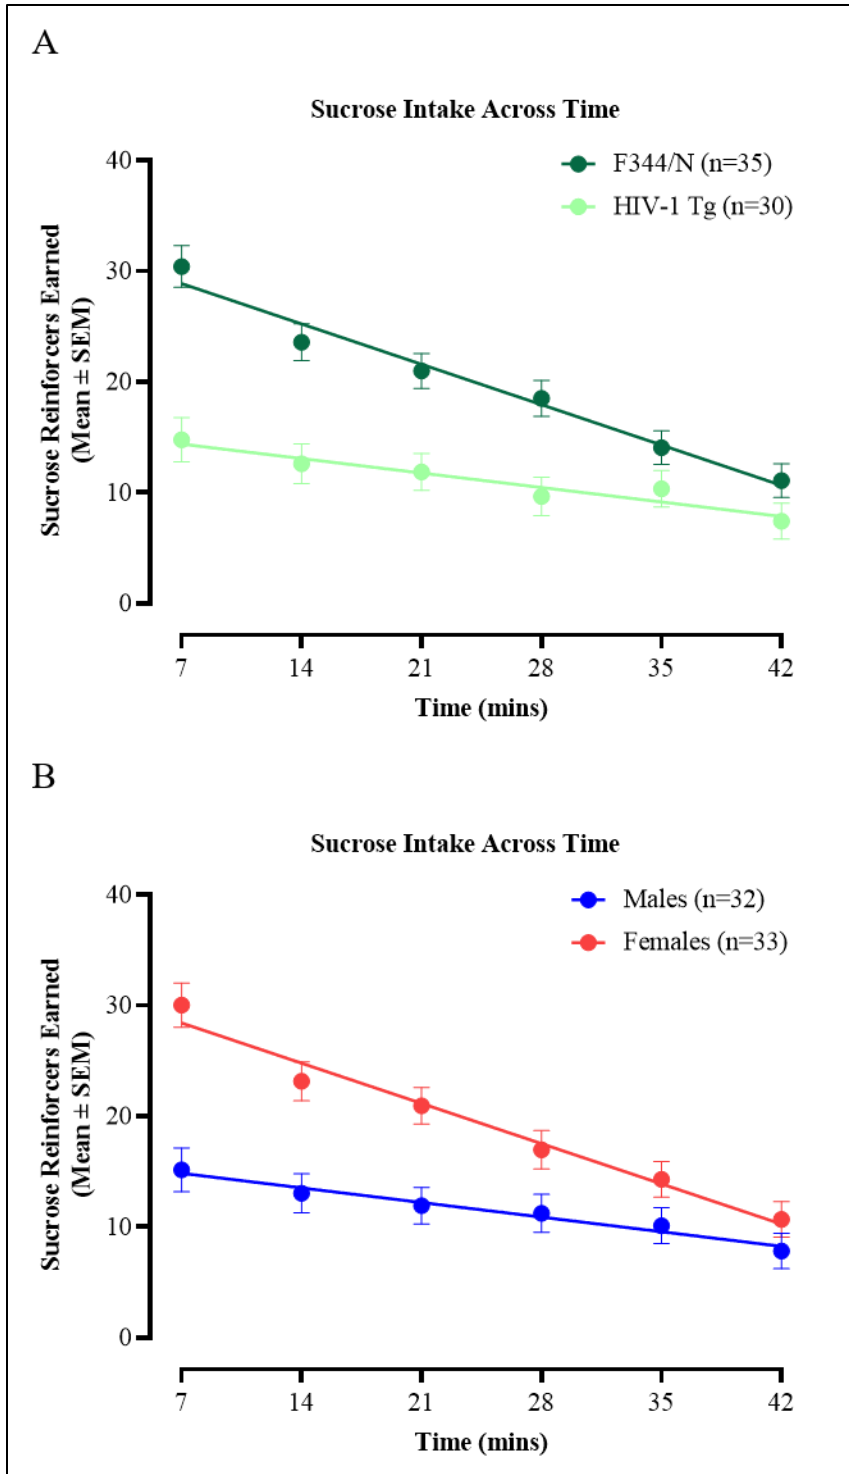 A
Sucrose Intake Across Time
F344/N (n=35)
HIV-1 Tg (n=30)
Sucrose Reinforcers Earned
(Mean ± SEM)
40
30
20
10
0
7 14 21 28 35 42
Time (mins)
B
Sucrose Intake Across Time
Males (n=32)
Females (n=33)
Sucrose Reinforcers Earned
(Mean ± SEM)
40
30
20
10
0
7 14 21 28 35 42
Time (mins)